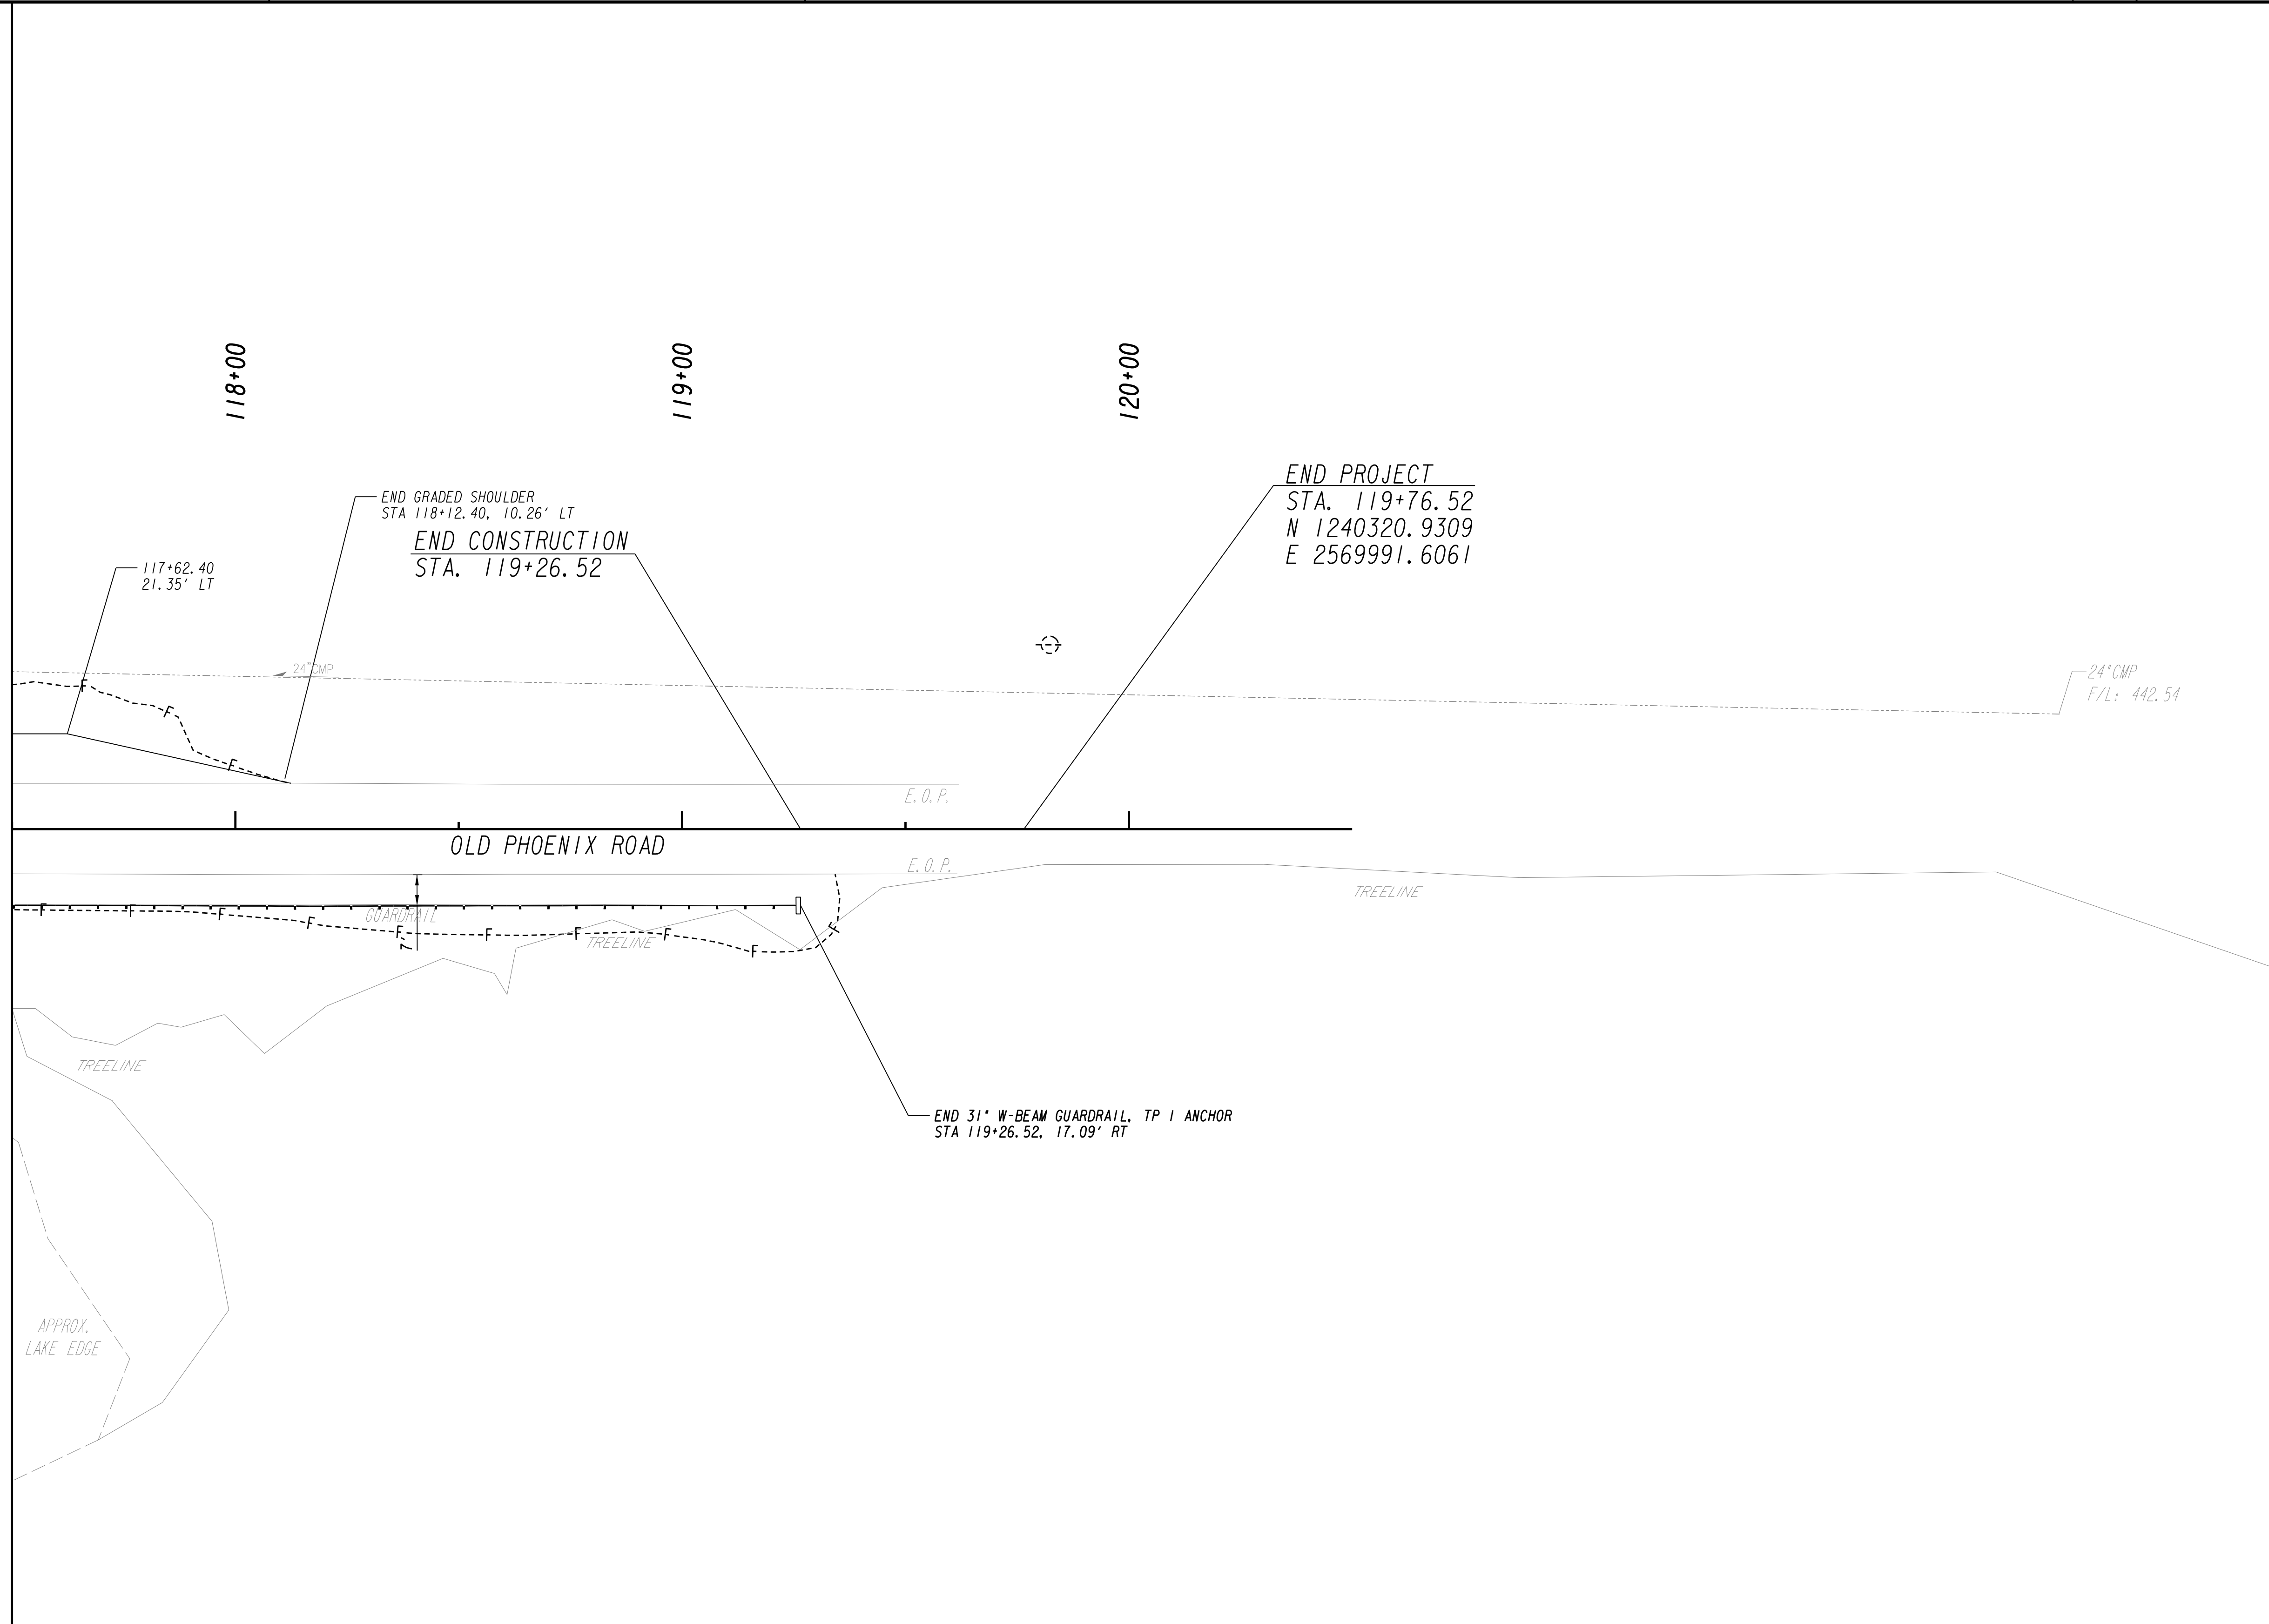 118+00
119+00
120+00
END PROJECT
STA. 119+76.52
N 1240320.9309
E 2569991.6061
END GRADED SHOULDER
STA 118+12.40, 10.26' LT
END CONSTRUCTION
STA. 119+26.52
117+62.40
21.35' LT
24"CMP
24"CMP
F/L: 442.54
E.O.P.
OLD PHOENIX ROAD
E.O.P.
TREELINE
F
F
F
F
F
F
F
F
F
F
F
F
F
GUARDRAIL
7'
TREELINE
TREELINE
END 31" W-BEAM GUARDRAIL, TP 1 ANCHOR
STA 119+26.52, 17.09' RT
APPROX.
LAKE EDGE